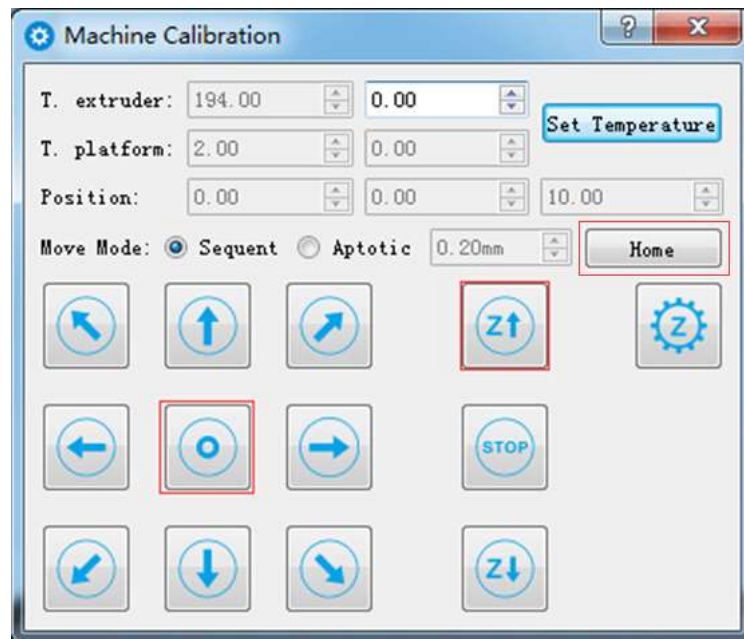 Machine Calibration
T. extruder: 194.00 0.00
Set Temperature
T. platform: 2.00 0.00
Position: 0.00 0.00 10.00
Move Mode: Sequent Aptotic 0.20mm Home
Z Z
STOP
Z